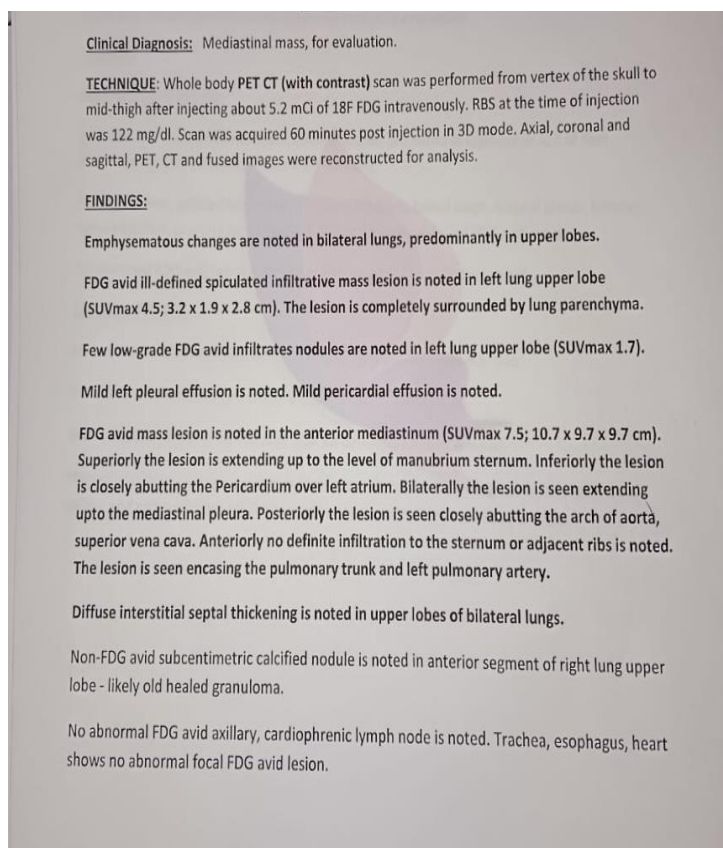 Clinical Diagnosis: Mediastinal mass, for evaluation.
TECHNIQUE: Whole body PET CT (with contrast) scan was performed from vertex of the skull to
mid-thigh after injecting about 5.2 mCi of 18F FDG intravenously. RBS at the time of injection
was 122 mg/dl. Scan was acquired 60 minutes post injection in 3D mode. Axial, coronal and
sagittal, PET, CT and fused images were reconstructed for analysis.
FINDINGS:
Emphysematous changes are noted in bilateral lungs, predominantly in upper lobes.
FDG avid ill-defined spiculated infiltrative mass lesion is noted in left lung upper lobe
(SUVmax 4.5; 3.2 x 1.9 x 2.8 cm). The lesion is completely surrounded by lung parenchyma.
Few low-grade FDG avid infiltrates nodules are noted in left lung upper lobe (SUVmax 1.7).
Mild left pleural effusion is noted. Mild pericardial effusion is noted.
FDG avid mass lesion is noted in the anterior mediastinum (SUVmax 7.5; 10.7 x 9.7 x 9.7 cm).
Superiorly the lesion is extending up to the level of manubrium sternum. Inferiorly the lesion
is closely abutting the Pericardium over left atrium. Bilaterally the lesion is seen extending
upto the mediastinal pleura. Posteriorly the lesion is seen closely abutting the arch of aorta,
superior vena cava. Anteriorly no definite infiltration to the sternum or adjacent ribs is noted.
The lesion is seen encasing the pulmonary trunk and left pulmonary artery.
Diffuse interstitial septal thickening is noted in upper lobes of bilateral lungs.
Non-FDG avid subcentimetric calcified nodule is noted in anterior segment of right lung upper
lobe - likely old healed granuloma.
No abnormal FDG avid axillary, cardiophrenic lymph node is noted. Trachea, esophagus, heart
shows no abnormal focal FDG avid lesion.